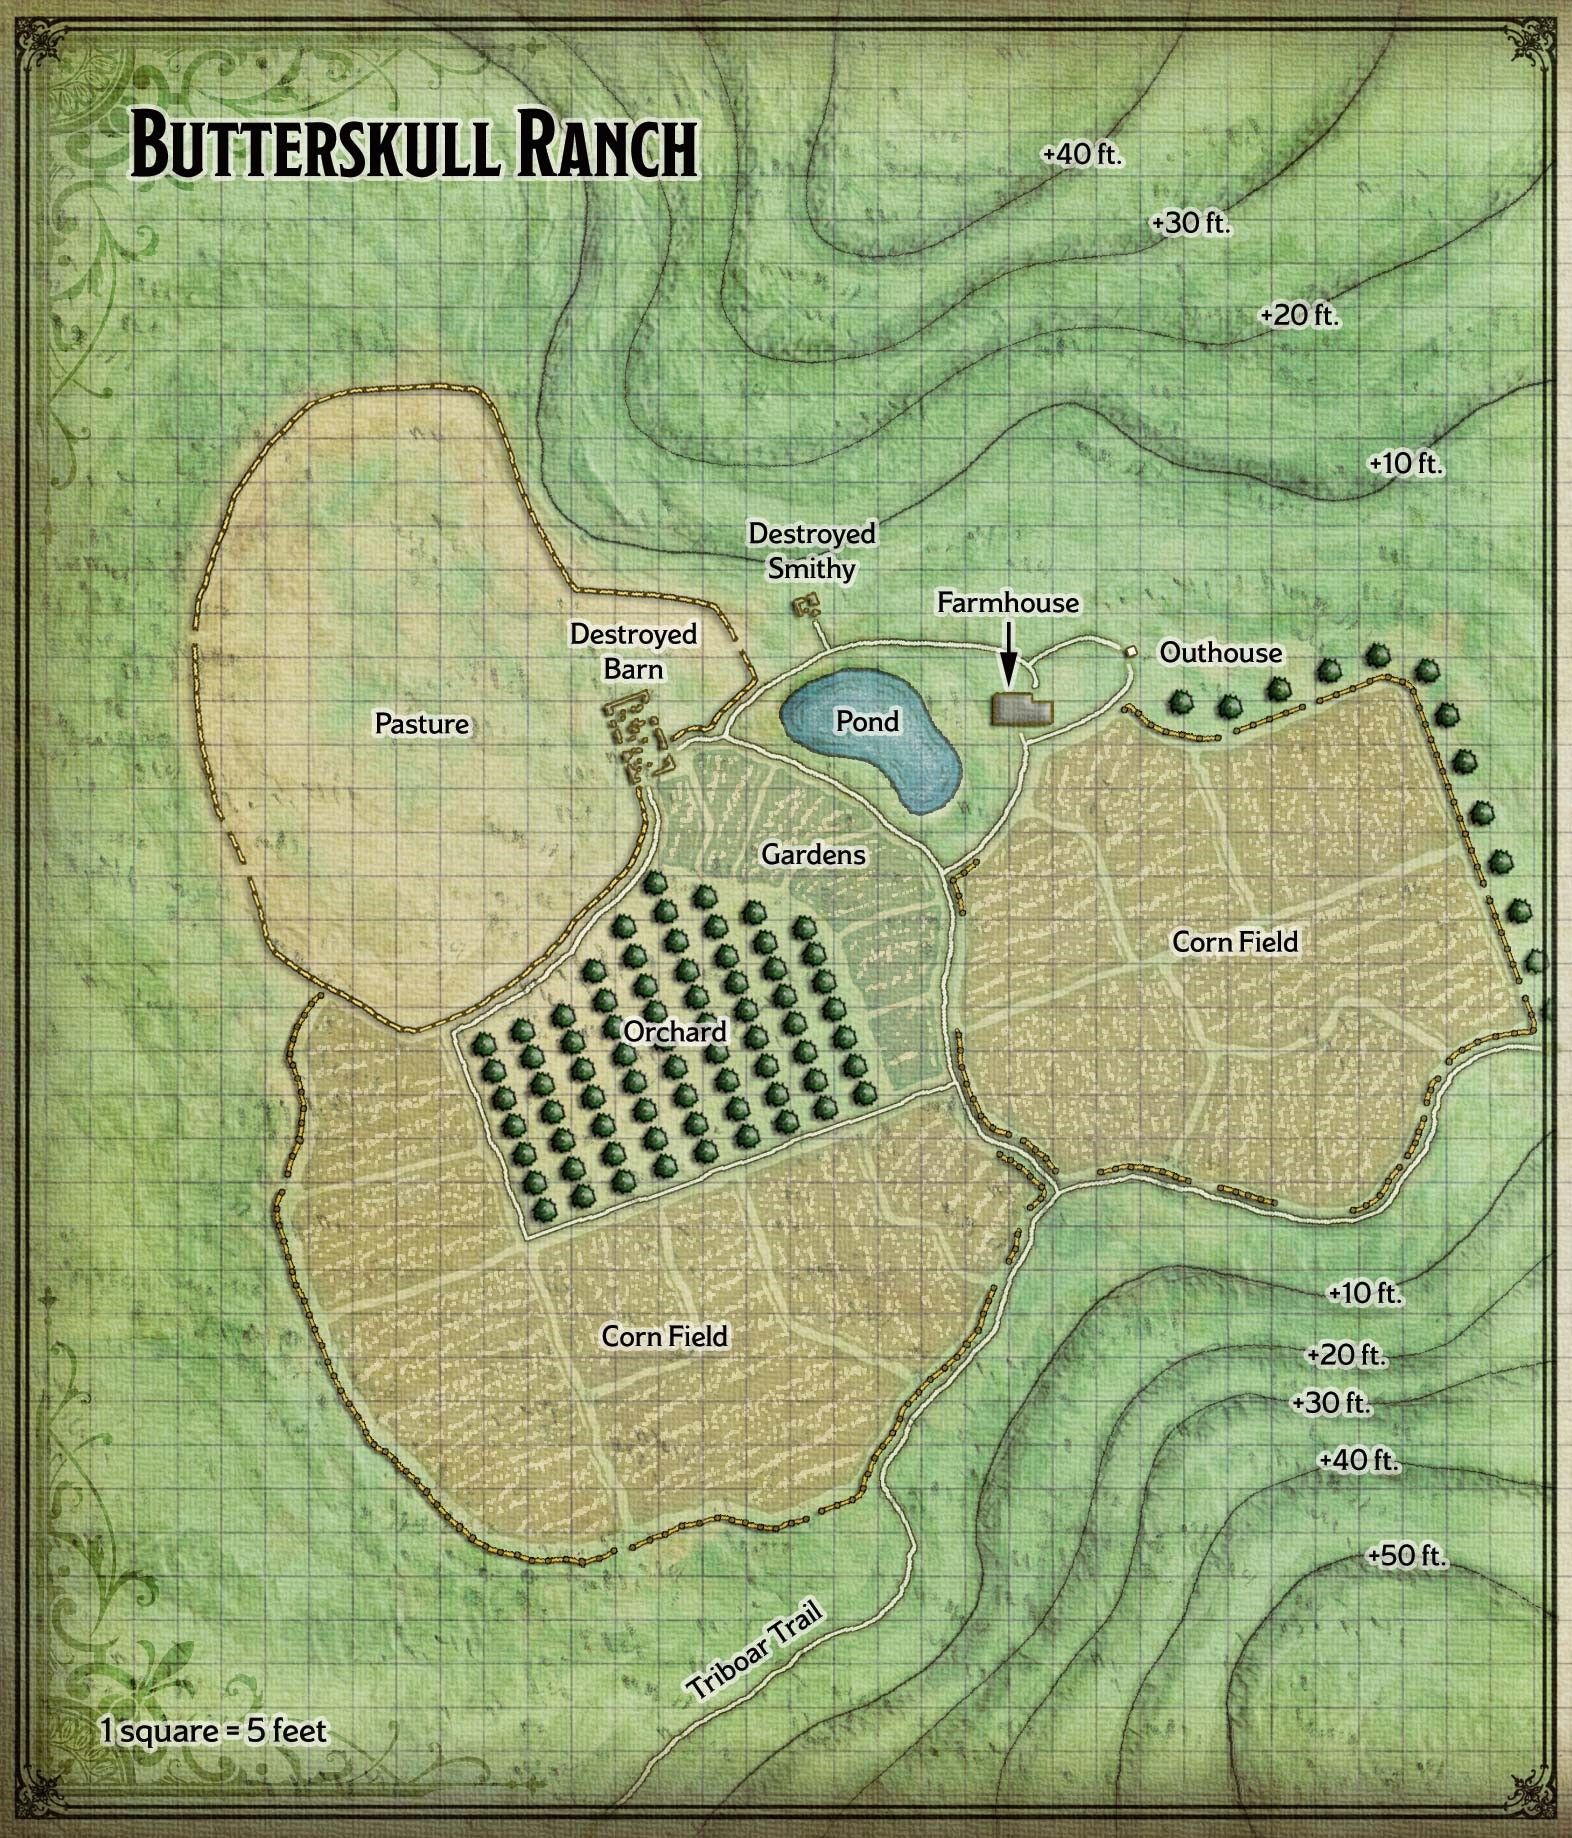 BUTTERSKULL RANCH
+40 ft.
+30 ft.
+20 ft.
+10 ft.
Destroyed
Smithy
Farmhouse
Destroyed
Barn
Outhouse
Pasture
Pond
Gardens
Corn Field
Orchard
+10 ft.
Corn Field
+20 ft.
+30 ft.
+40 ft.
+50 ft.
Triboar Trail
1 square = 5 feet